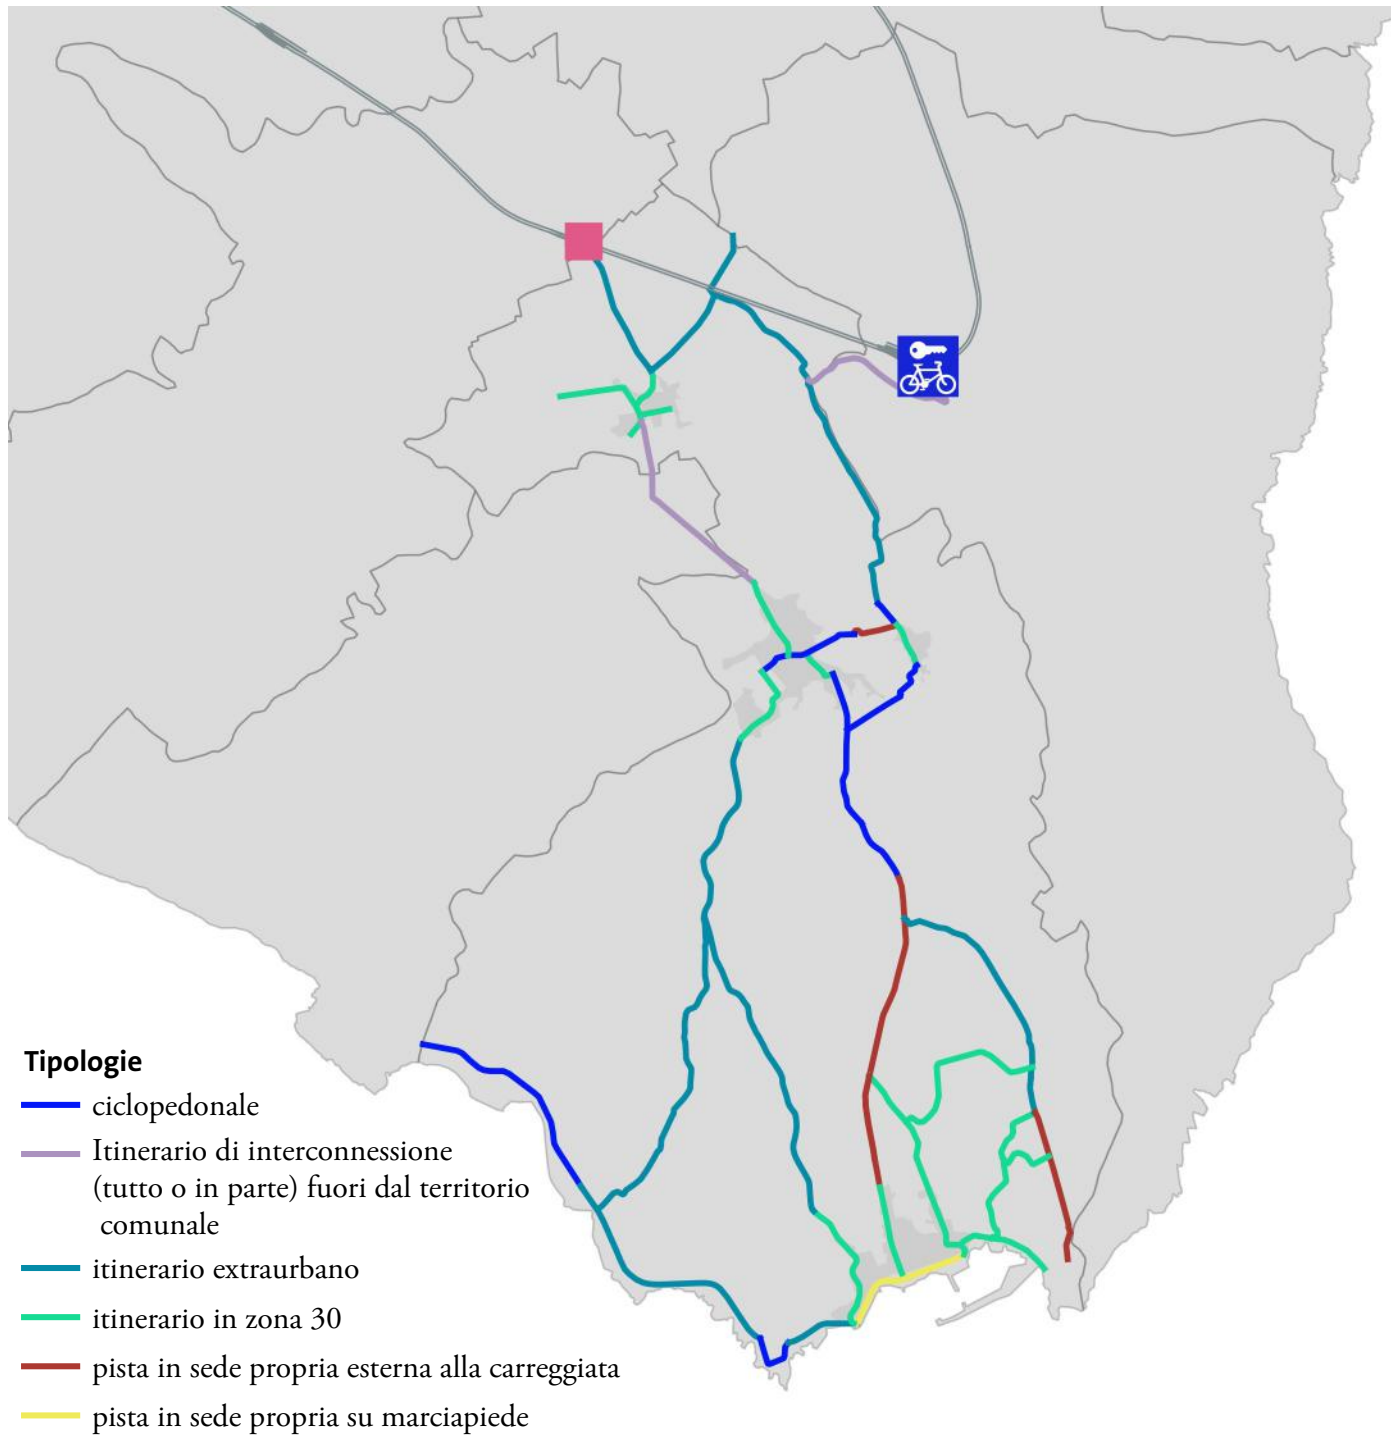 Tipologie
ciclopedonale
Itinerario di interconnessione
(tutto o in parte) fuori dal territorio
comunale
itinerario extraurbano
itinerario in zona 30
pista in sede propria esterna alla carreggiata
pista in sede propria su marciapiede